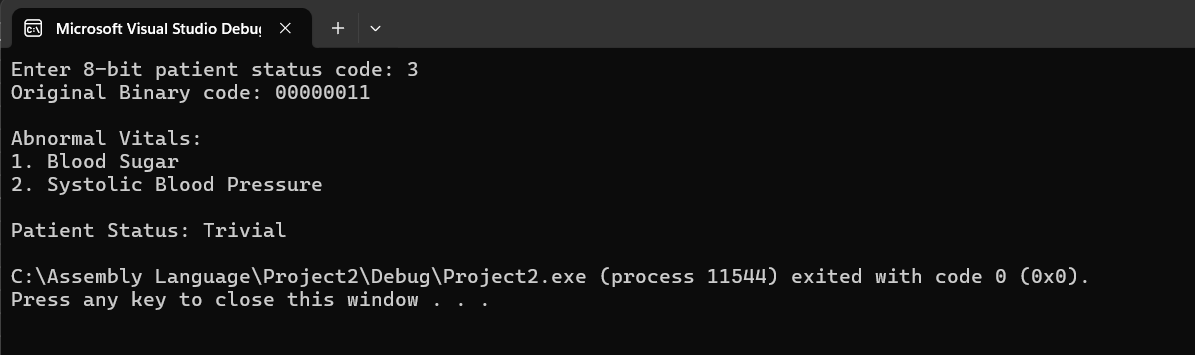 Microsoft Visual Studio Debu
Enter 8-bit patient status code: 3
Original Binary code: 00000011
Abnormal Vitals:
1. Blood Sugar
2. Systolic Blood Pressure
Patient Status: Trivial
C:\Assembly Language\Project2\Debug\Project2.exe (process 11544) exited with code 0 (0x0).
Press any key to close this window . . .